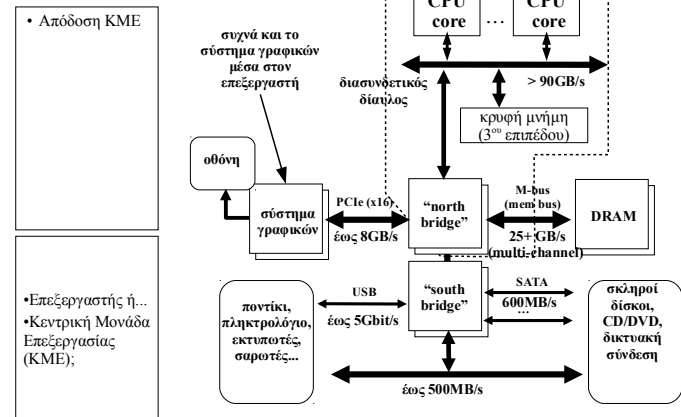 • Απόδοση ΚΜΕ
•Επεξεργαστής ή...
•Κεντρική Μονάδα
Επεξεργασίας
(ΚΜΕ);
CPU
core
...
CPU
core
συχνά και το
σύστημα γραφικών
μέσα στον
επεξεργαστή
διασυνδετικός
δίαυλος
> 90GB/s
κρυφή μνήμη
(3ου επιπέδου)
οθόνη
σύστημα
γραφικών
PCIe (x16)
έως 8GB/s
“north
bridge”
M-bus
(mem bus)
25+ GB/s
(multi-channel)
DRAM
ποντίκι,
πληκτρολόγιο,
εκτυπωτές,
σαρωτές...
USB
έως 5Gbit/s
“south
bridge”
SATA
600MB/s
...
σκληροί
δίσκοι,
CD/DVD,
δικτυακή
σύνδεση
έως 500MB/s